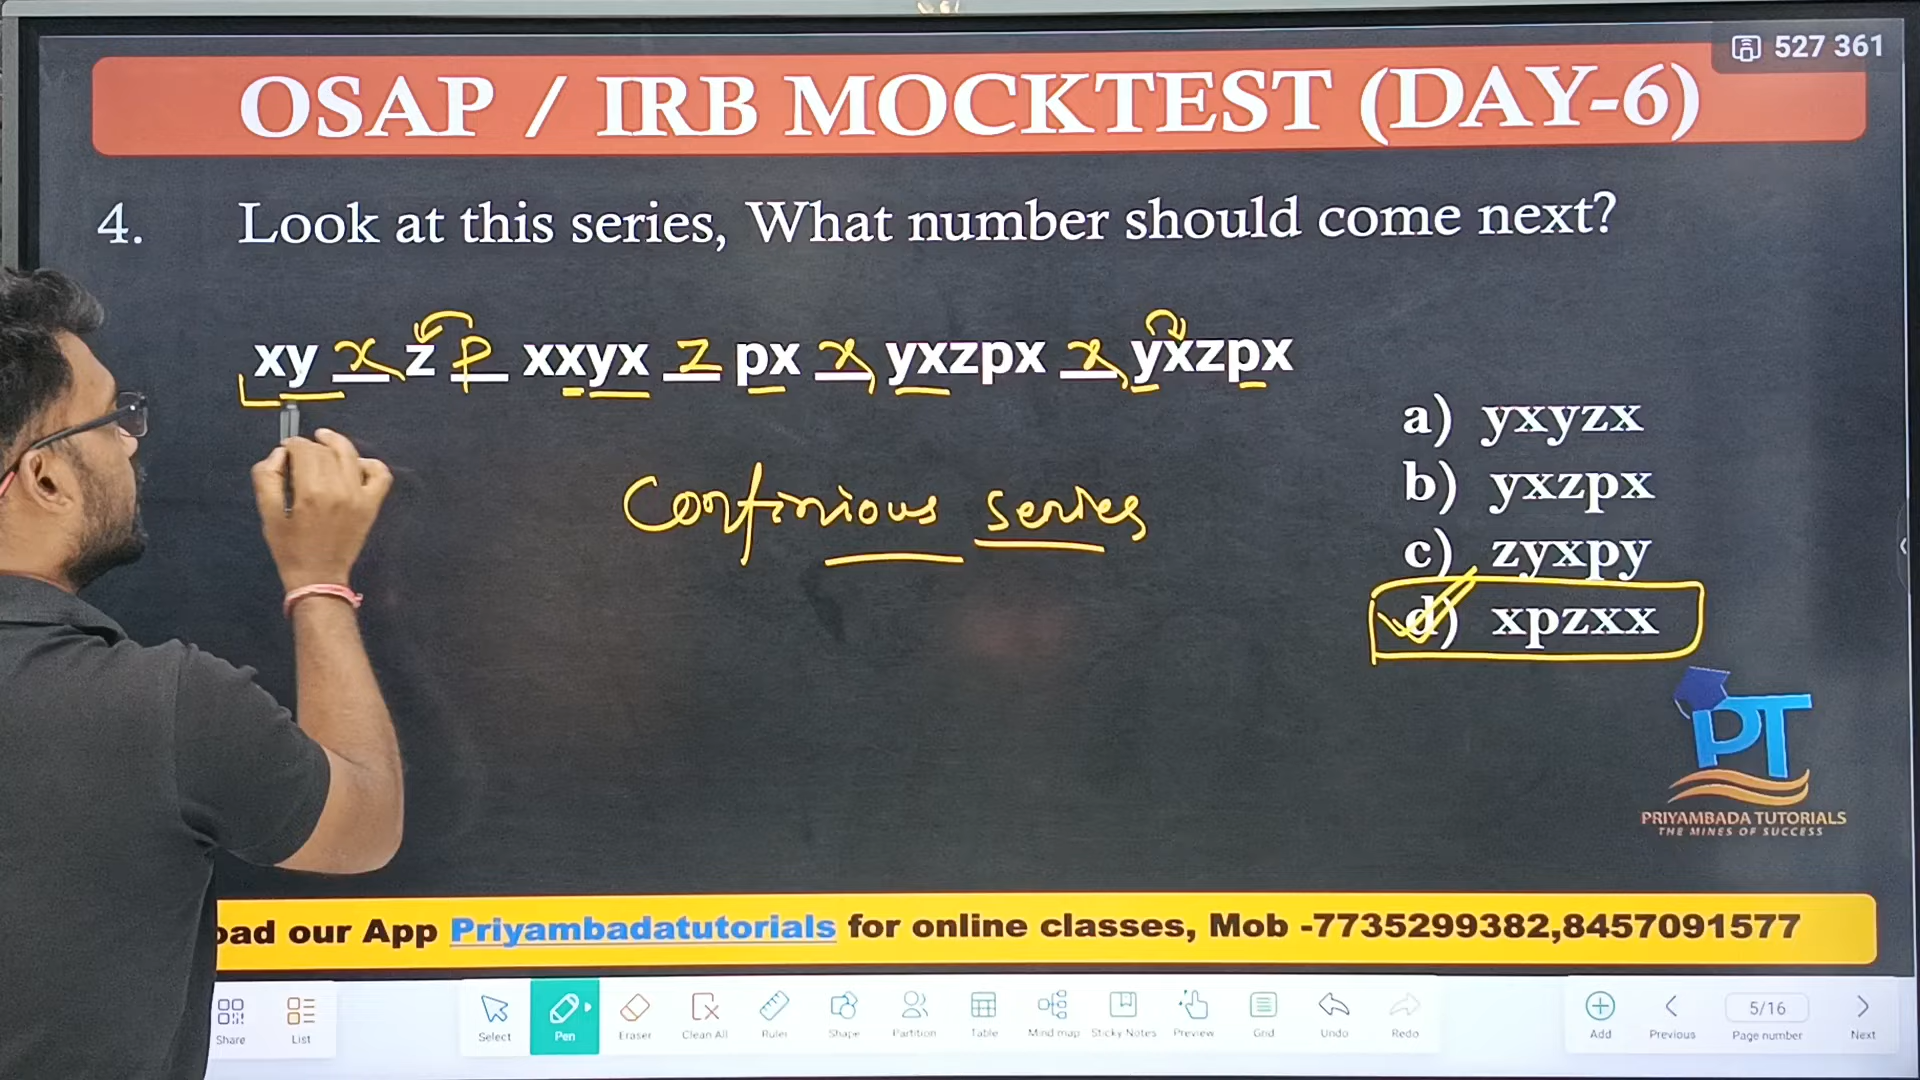 527 361
OSAP / IRB MOCKTEST (DAY-6)
4. Look at this series, What number should come next?
xy x z p xxyx z px x yxzpx x yxzpx
a) yxyzx
b) yxzpx
Continious series
c) zyxpy
d) xpzxx
PT
PRIYAMBADA TUTORIALS
THE MINES OF SUCCESS
oad our App Priyambadatutorials for online classes, Mob -7735299382,8457091577
Share List Select Pen Eraser Clean All Ruler Shape Partition Table Mind map Sticky Notes Preview Grid Undo Redo Add Previous 5/16 Page number Next